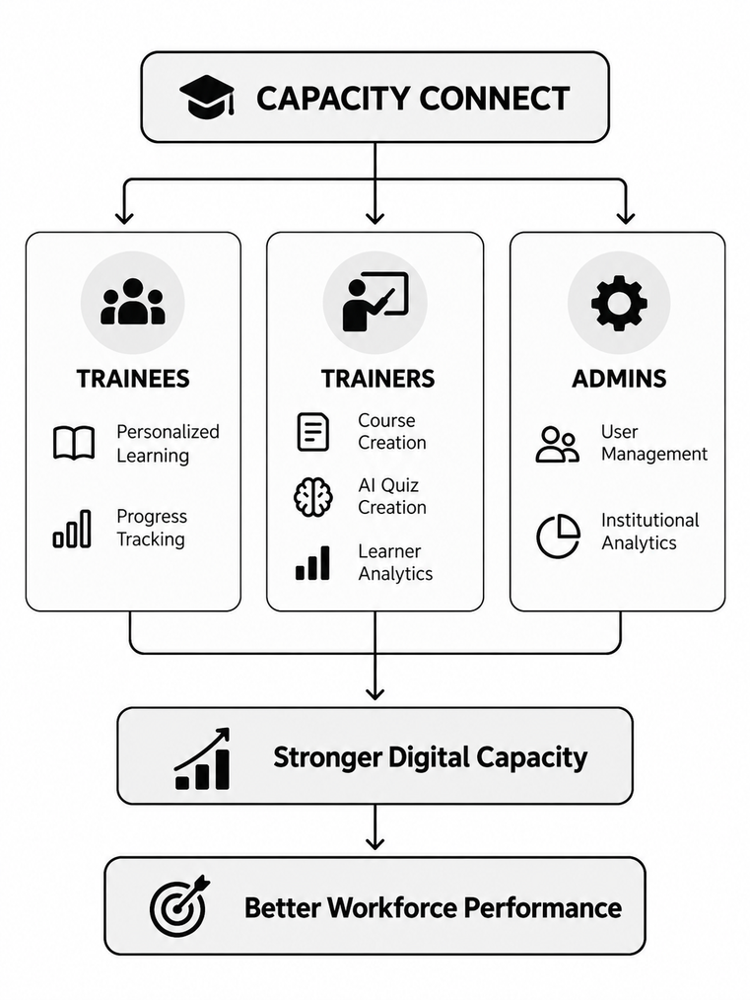 CAPACITY CONNECT
TRAINEES
Personalized
Learning
Progress
Tracking
TRAINERS
Course
Creation
AI Quiz
Creation
Learner
Analytics
ADMINS
User
Management
Institutional
Analytics
Stronger Digital Capacity
Better Workforce Performance